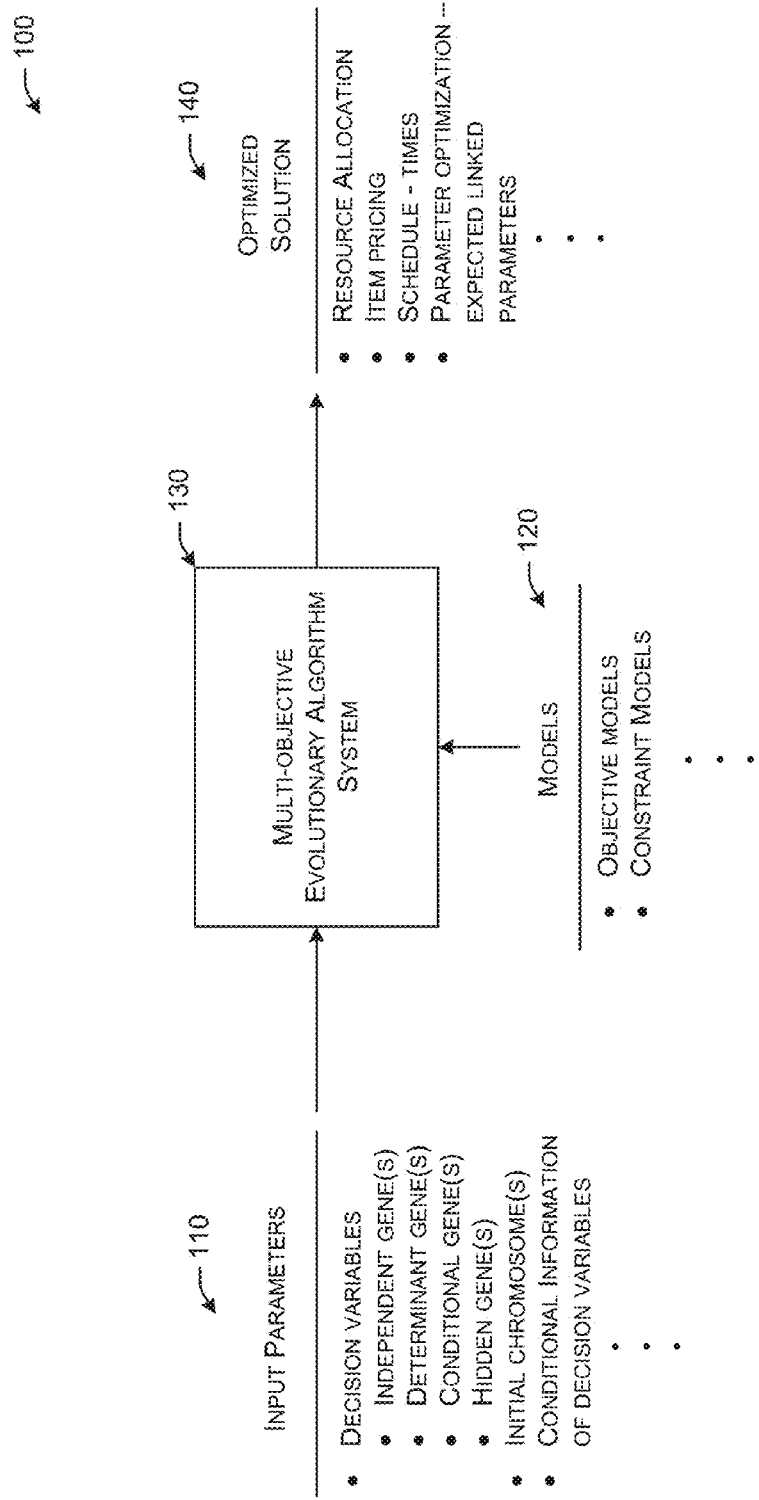 100
110
INPUT PARAMETERS
• DECISION VARIABLES
• INDEPENDENT GENE(S)
• DETERMINANT GENE(S)
• CONDITIONAL GENE(S)
• HIDDEN GENE(S)
• INITIAL CHROMOSOME(S)
• CONDITIONAL INFORMATION
OF DECISION VARIABLES
130
MULTI-OBJECTIVE
EVOLUTIONARY ALGORITHM
SYSTEM
120
MODELS
• OBJECTIVE MODELS
• CONSTRAINT MODELS
140
OPTIMIZED
SOLUTION
• RESOURCE ALLOCATION
• ITEM PRICING
• SCHEDULE - TIMES
• PARAMETER OPTIMIZATION --
EXPECTED LINKED
PARAMETERS